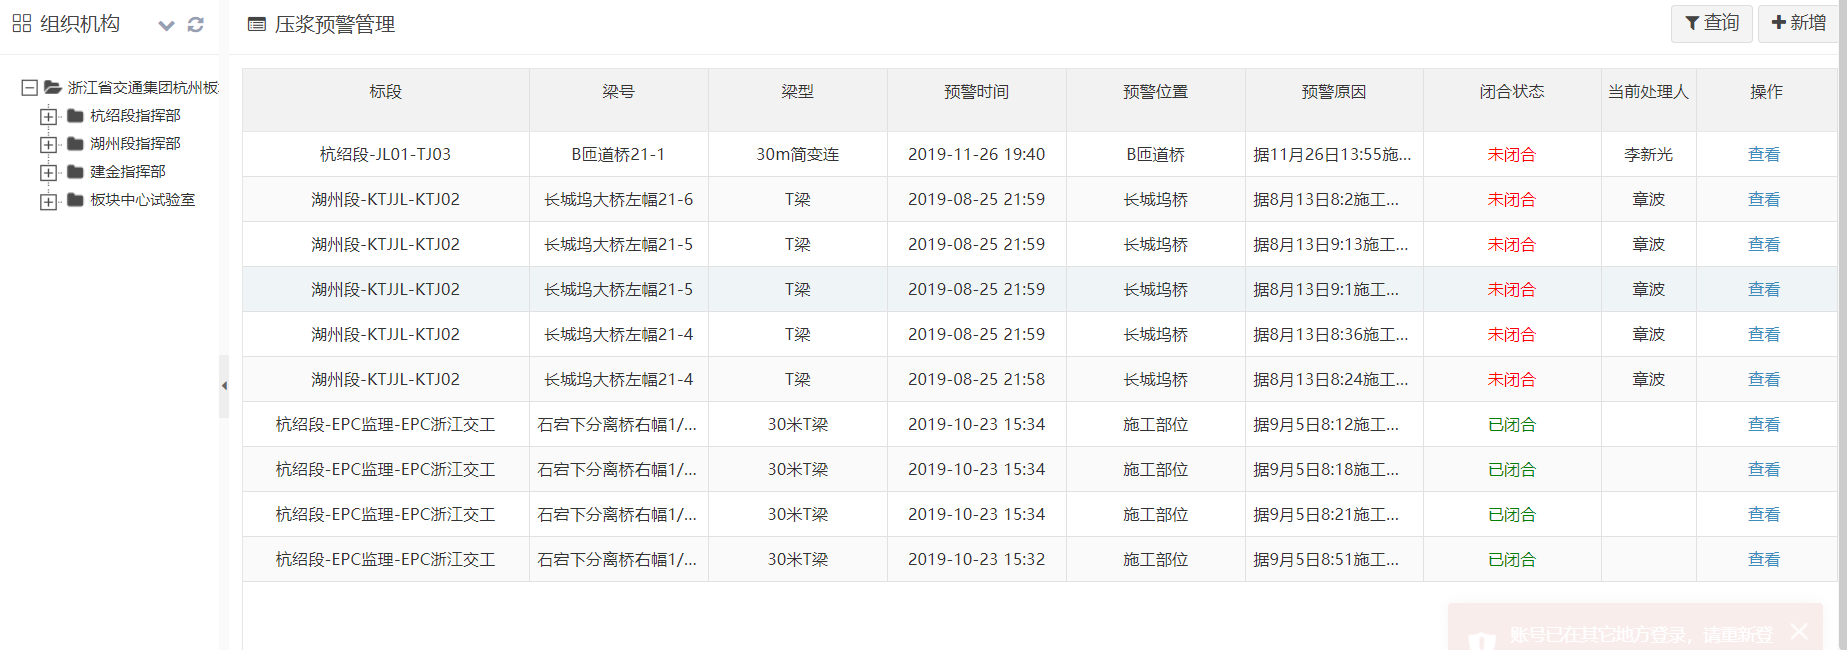 组织机构
浙江省交通集团杭州板
杭绍段指挥部
湖州段指挥部
建金指挥部
板块中心试验室
压浆预警管理
查询 新增
标段 梁号 梁型 预警时间 预警位置 预警原因 闭合状态 当前处理人 操作
杭绍段-JL01-TJ03 B匝道桥21-1 30m简变连 2019-11-26 19:40 B匝道桥 据11月26日13:55施... 未闭合 李新光 查看
湖州段-KTJJL-KTJ02 长城坞大桥左幅21-6 T梁 2019-08-25 21:59 长城坞桥 据8月13日8:2施工... 未闭合 章波 查看
湖州段-KTJJL-KTJ02 长城坞大桥左幅21-5 T梁 2019-08-25 21:59 长城坞桥 据8月13日9:13施工... 未闭合 章波 查看
湖州段-KTJJL-KTJ02 长城坞大桥左幅21-5 T梁 2019-08-25 21:59 长城坞桥 据8月13日9:1施工... 未闭合 章波 查看
湖州段-KTJJL-KTJ02 长城坞大桥左幅21-4 T梁 2019-08-25 21:59 长城坞桥 据8月13日8:36施工... 未闭合 章波 查看
湖州段-KTJJL-KTJ02 长城坞大桥左幅21-4 T梁 2019-08-25 21:58 长城坞桥 据8月13日8:24施工... 未闭合 章波 查看
杭绍段-EPC监理-EPC浙江交工 石宕下分离桥右幅1/... 30米T梁 2019-10-23 15:34 施工部位 据9月5日8:12施工... 已闭合 查看
杭绍段-EPC监理-EPC浙江交工 石宕下分离桥右幅1/... 30米T梁 2019-10-23 15:34 施工部位 据9月5日8:18施工... 已闭合 查看
杭绍段-EPC监理-EPC浙江交工 石宕下分离桥右幅1/... 30米T梁 2019-10-23 15:34 施工部位 据9月5日8:21施工... 已闭合 查看
杭绍段-EPC监理-EPC浙江交工 石宕下分离桥右幅1/... 30米T梁 2019-10-23 15:32 施工部位 据9月5日8:51施工... 已闭合 查看
账号已在其它地方登录，请重新登